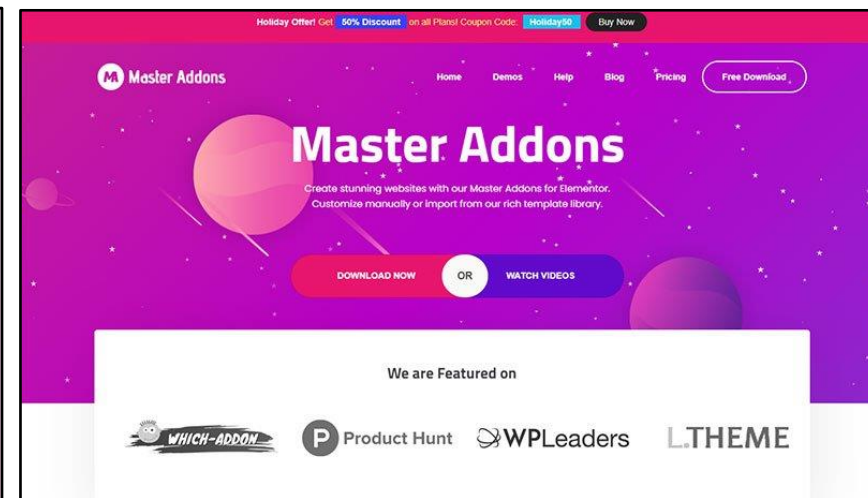 Holiday Offer! Get 50% Discount on all Plans! Coupon Code: Holiday50 Buy Now
MA Master Addons Home Demos Help Blog Pricing Free Download
Master Addons
Create stunning websites with our Master Addons for Elementor.
Customize manually or import from our rich template library.
DOWNLOAD NOW OR WATCH VIDEOS
We are Featured on
WHICH-ADDON P Product Hunt WPLeaders L.THEME